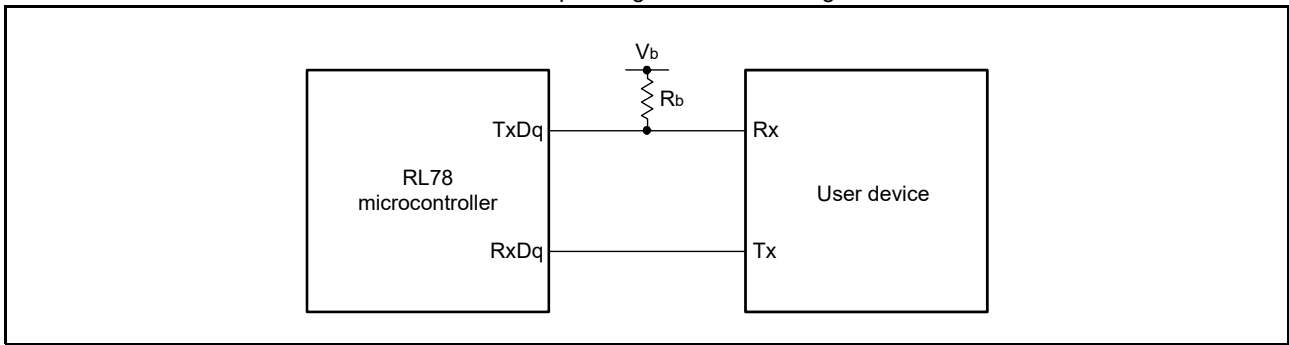 Vb
Rb
TxDq
Rx
RL78
microcontroller
User device
RxDq
Tx